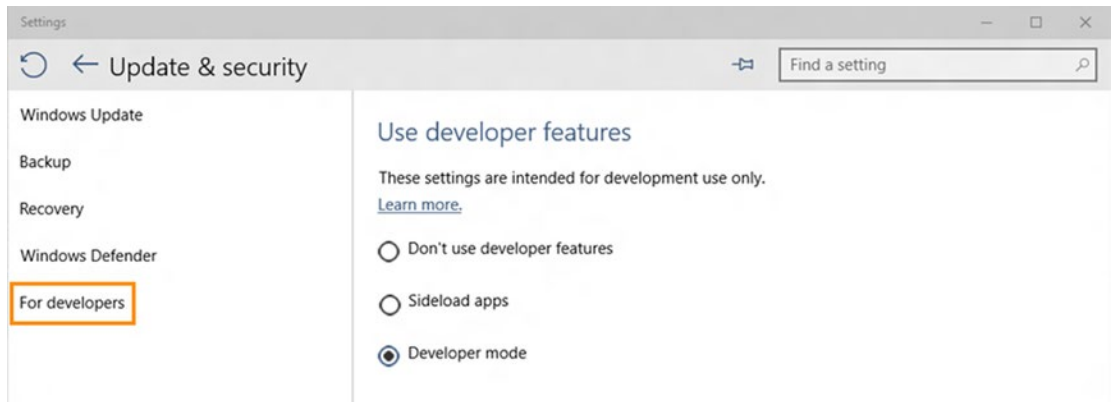 Settings
Update & security
Find a setting
Windows Update
Backup
Recovery
Windows Defender
For developers
Use developer features
These settings are intended for development use only.
Learn more.
Don't use developer features
Sideload apps
Developer mode